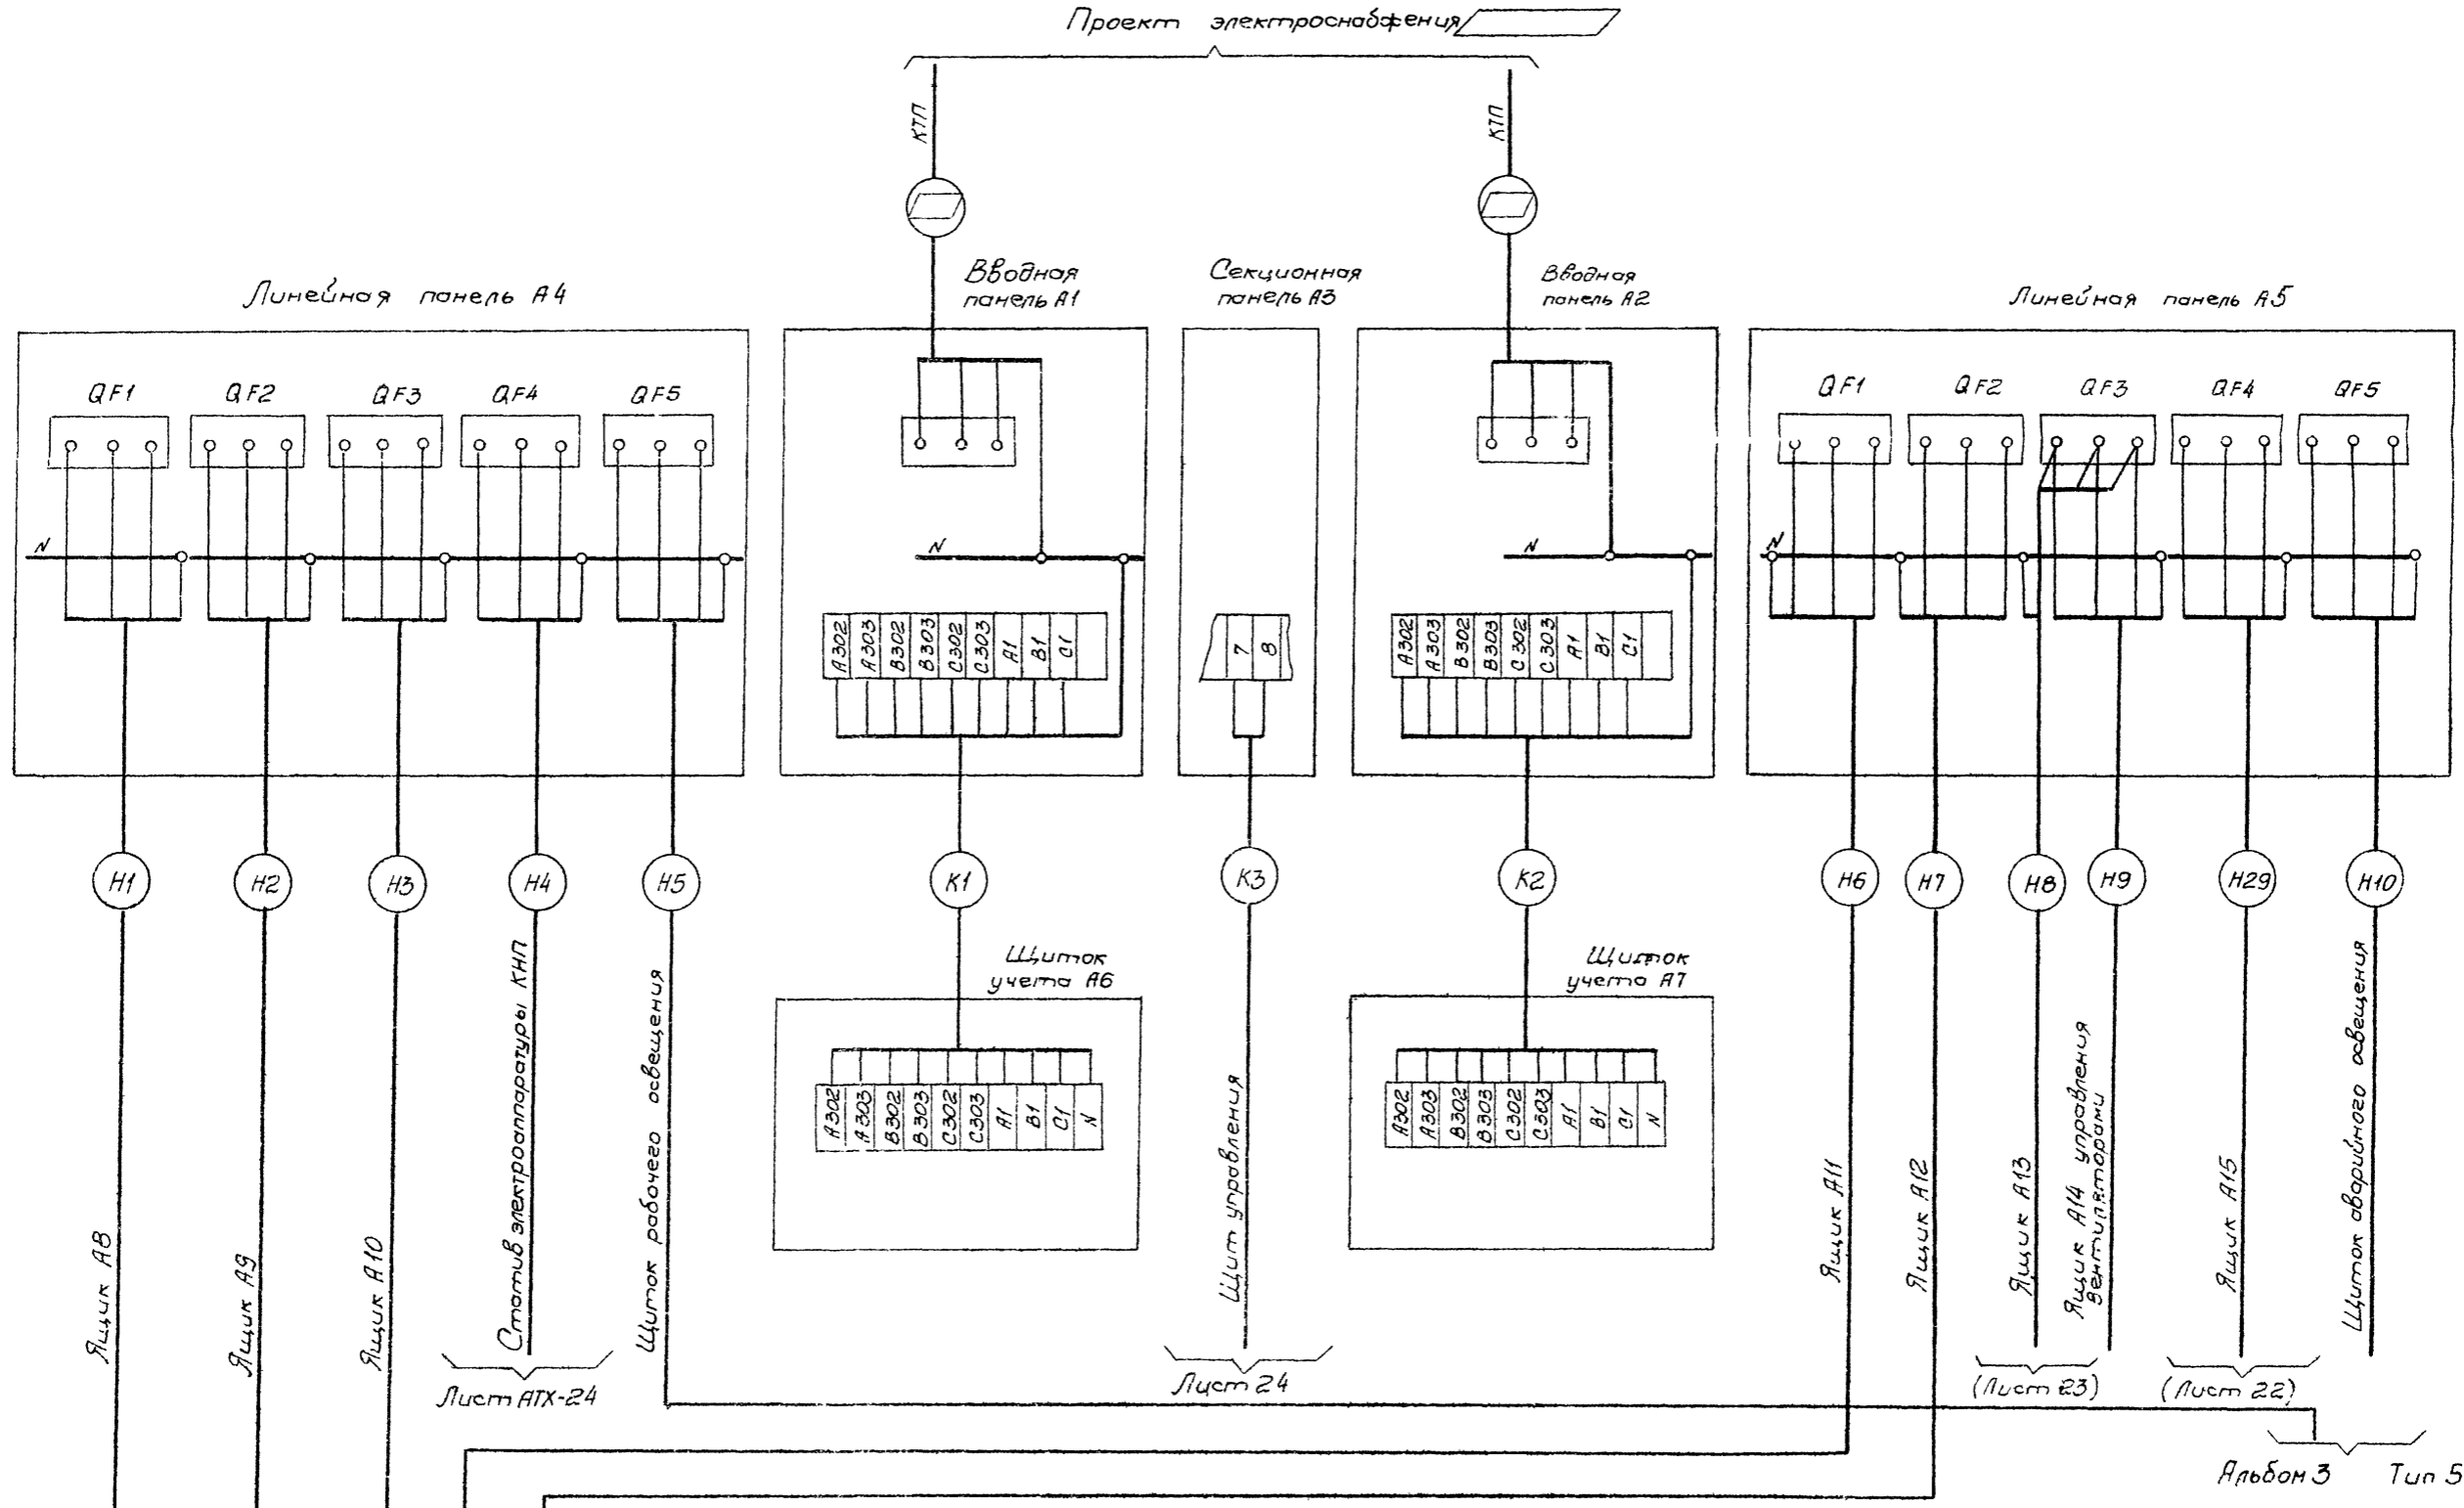 Проект электроснабжения
КТП
КТП
Линейная панель А4
Вводная
панель А1
Секционная
панель А3
Вводная
панель А2
Линейная панель А5
QF1 QF2 QF3 QF4 QF5
QF1 QF2 QF3 QF4 QF5
N
N
N
N
А302 А303 В302 В303 С302 С303 А1 В1 С1
7 8
А302 А303 В302 В303 С302 С303 А1 В1 С1
Н1 Н2 Н3 Н4 Н5 К1 К3 К2 Н6 Н7 Н8 Н9 Н29 Н10
Щиток
учета А6
Щиток
учета А7
А302 А303 В302 В303 С302 С303 А1 В1 С1 N
А302 А303 В302 В303 С302 С303 А1 В1 С1 N
Ящик А8
Ящик А9
Ящик А10
Статив электроаппаратуры КНП
Щиток рабочего освещения
Щит управления
Ящик А11
Ящик А12
Ящик А13
Ящик А14 управления
вентиляторами
Ящик А15
Щиток аварийного освещения
Лист АТХ-24
Лист 24
(Лист 23)
(Лист 22)
Альбом 3 Тип 5